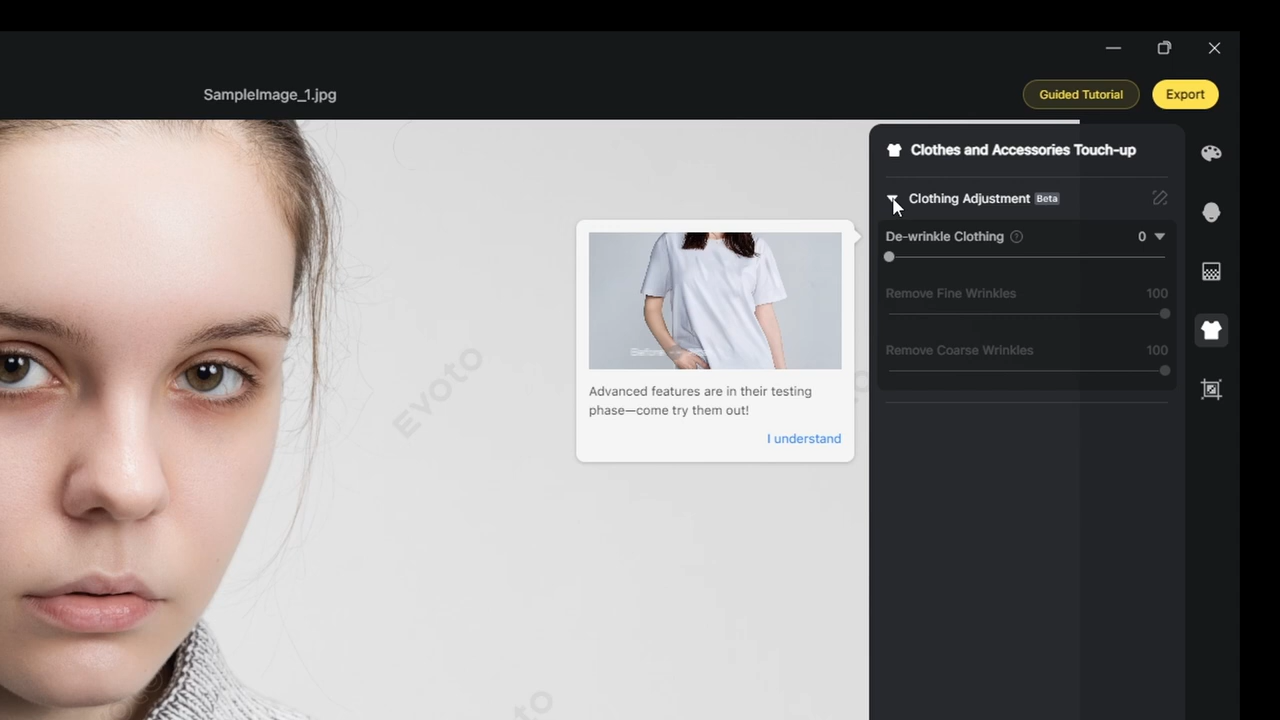 SampleImage_1.jpg
Guided Tutorial
Export
Clothes and Accessories Touch-up
Clothing Adjustment Beta
De-wrinkle Clothing ? 0
Remove Fine Wrinkles 100
Remove Coarse Wrinkles 100
Before
Advanced features are in their testing
phase—come try them out!
I understand
Evoto